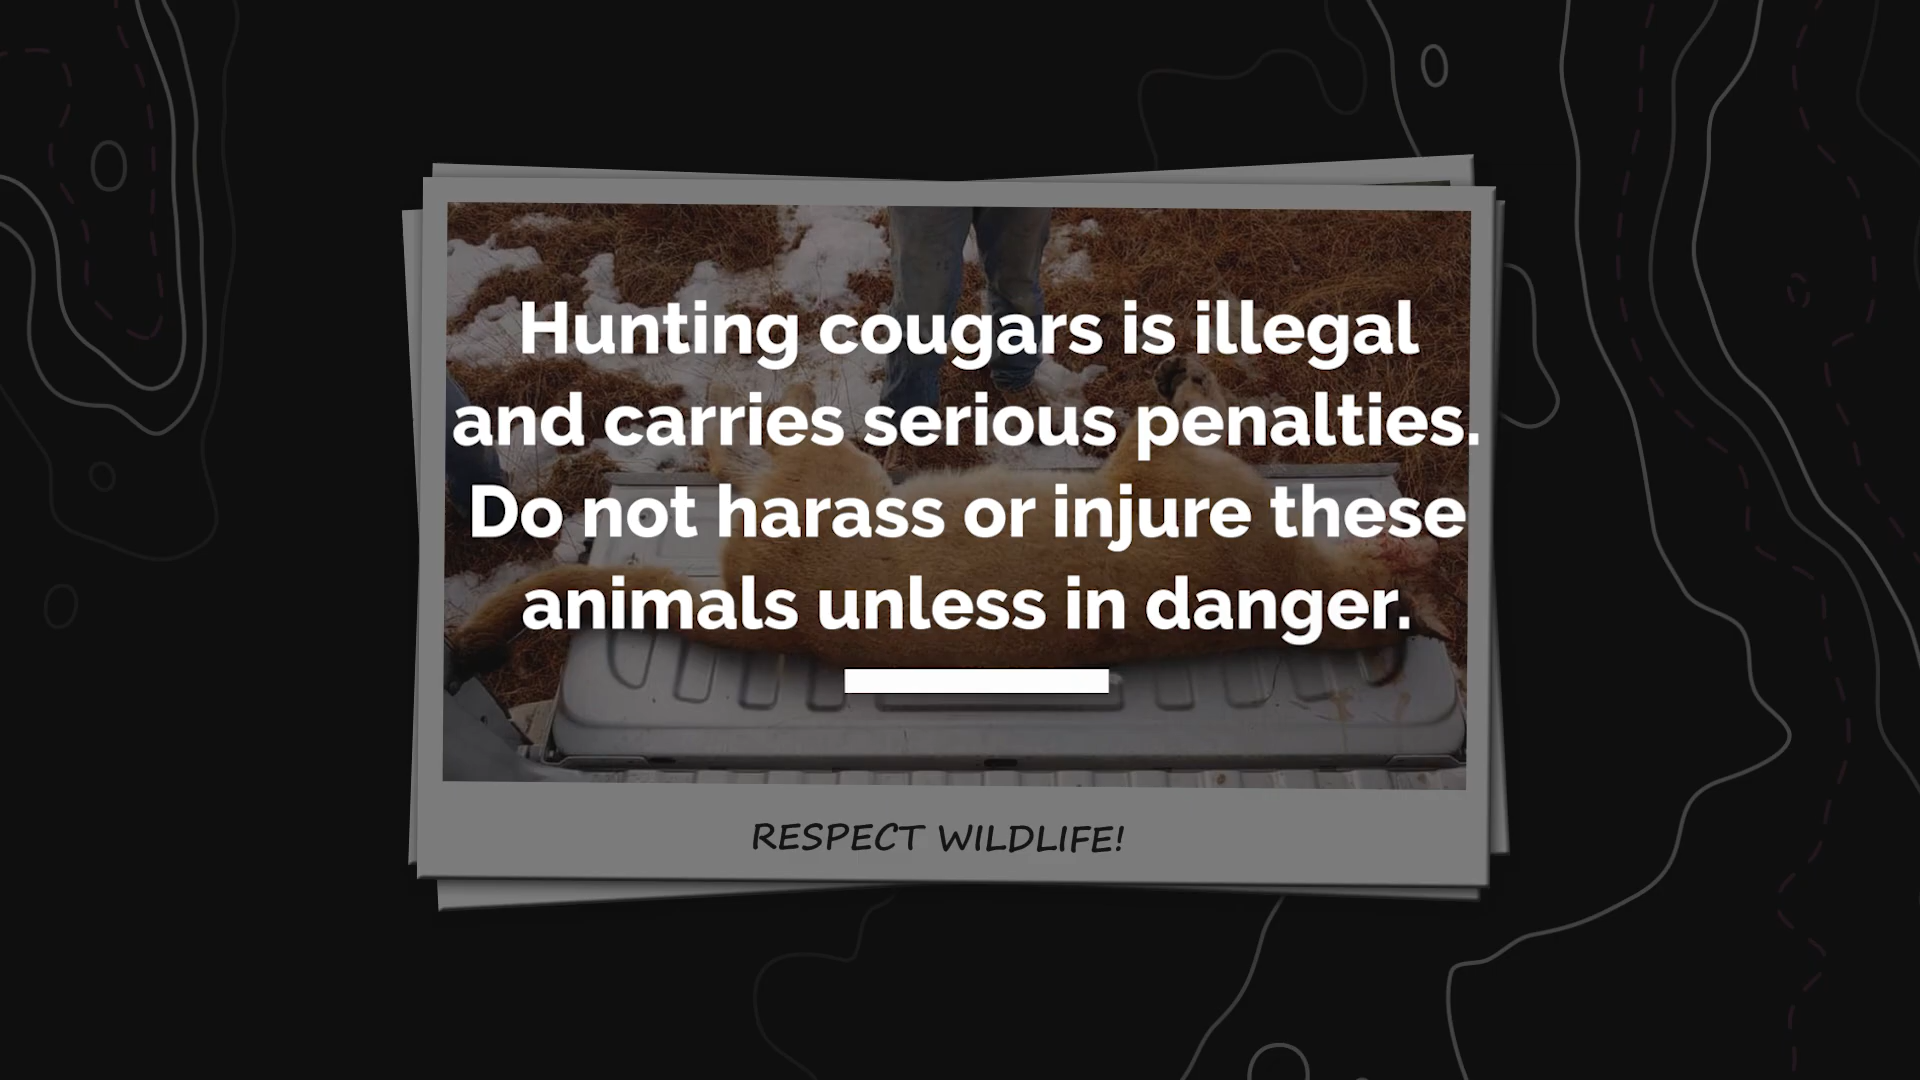 Hunting cougars is illegal
and carries serious penalties.
Do not harass or injure these
animals unless in danger.
RESPECT WILDLIFE!